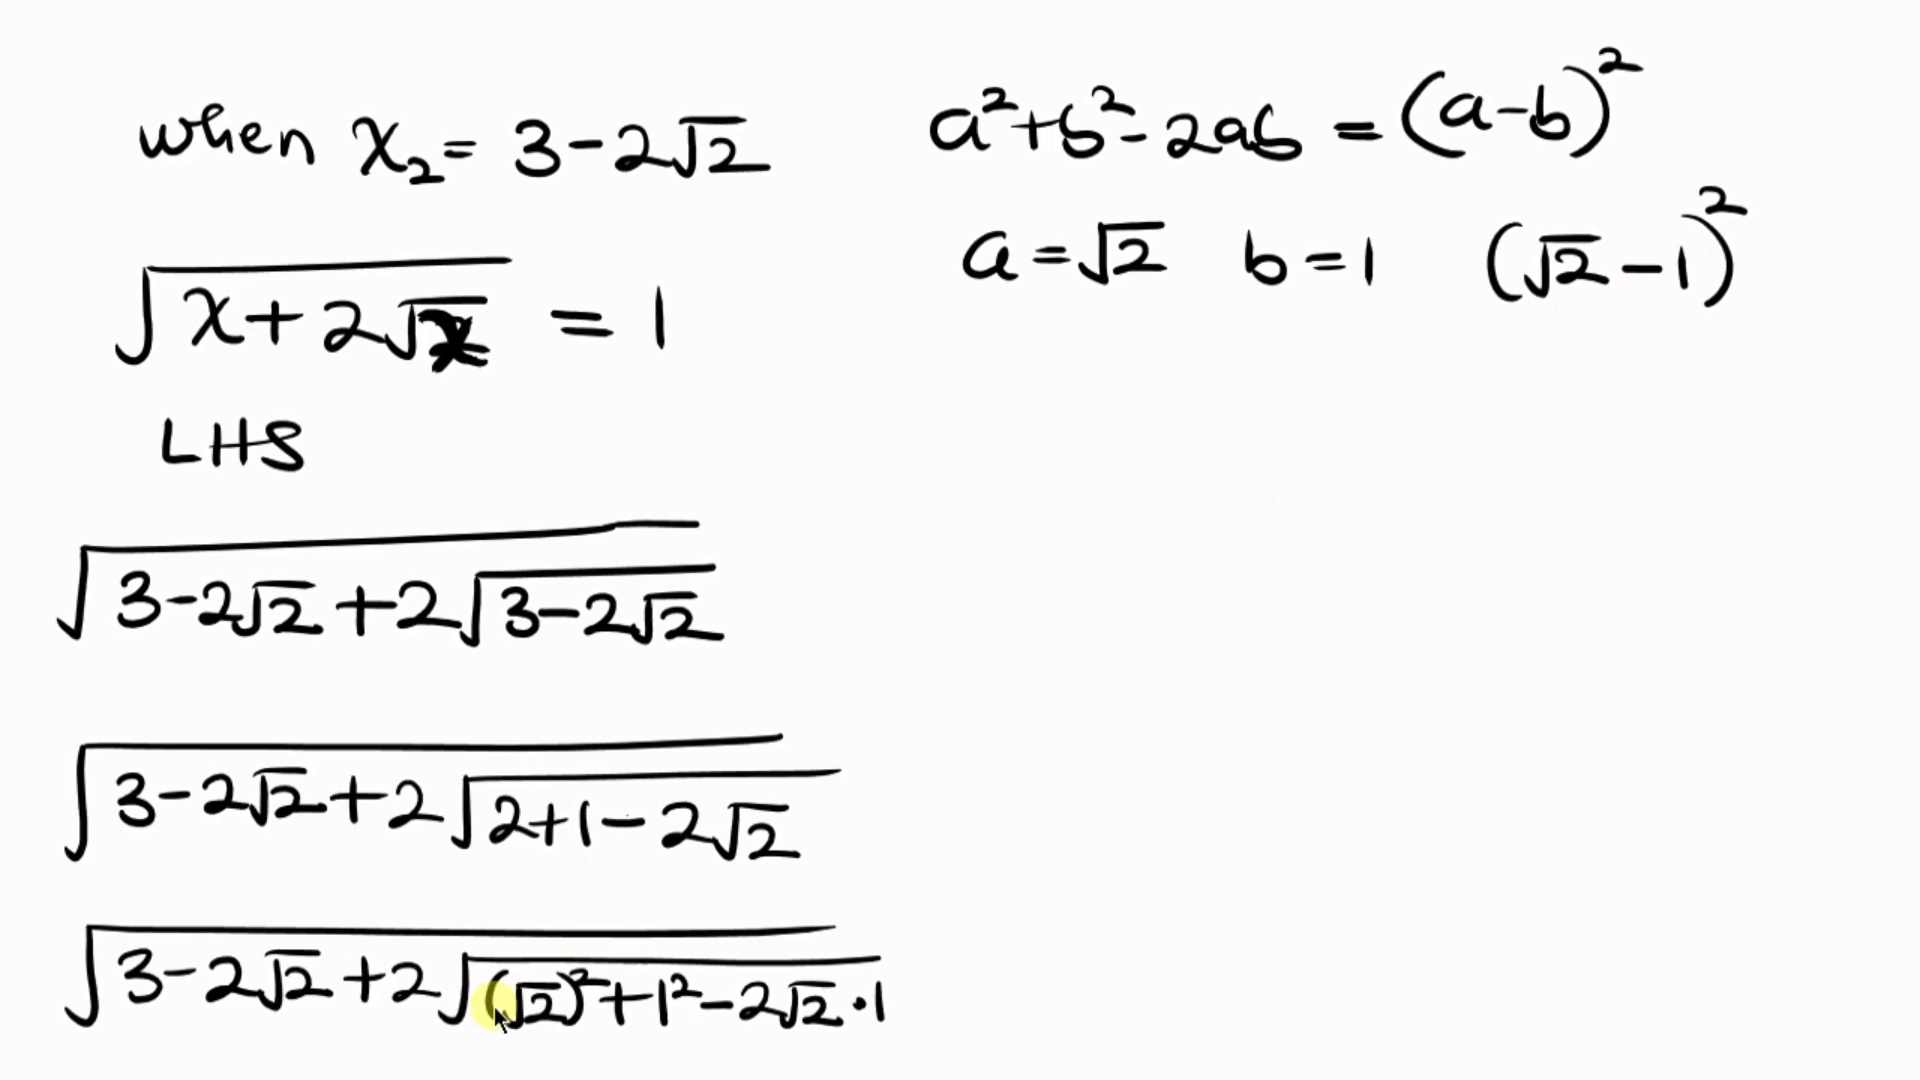 when x₂ = 3-2√2
√(x+2√x) = 1
LHS
√(3-2√2+2√(3-2√2))
√(3-2√2+2√(2+1-2√2))
√(3-2√2+2√((√2)²+1²-2√2·1))
a²+b²-2ab = (a-b)²
a=√2 b=1 (√2-1)²